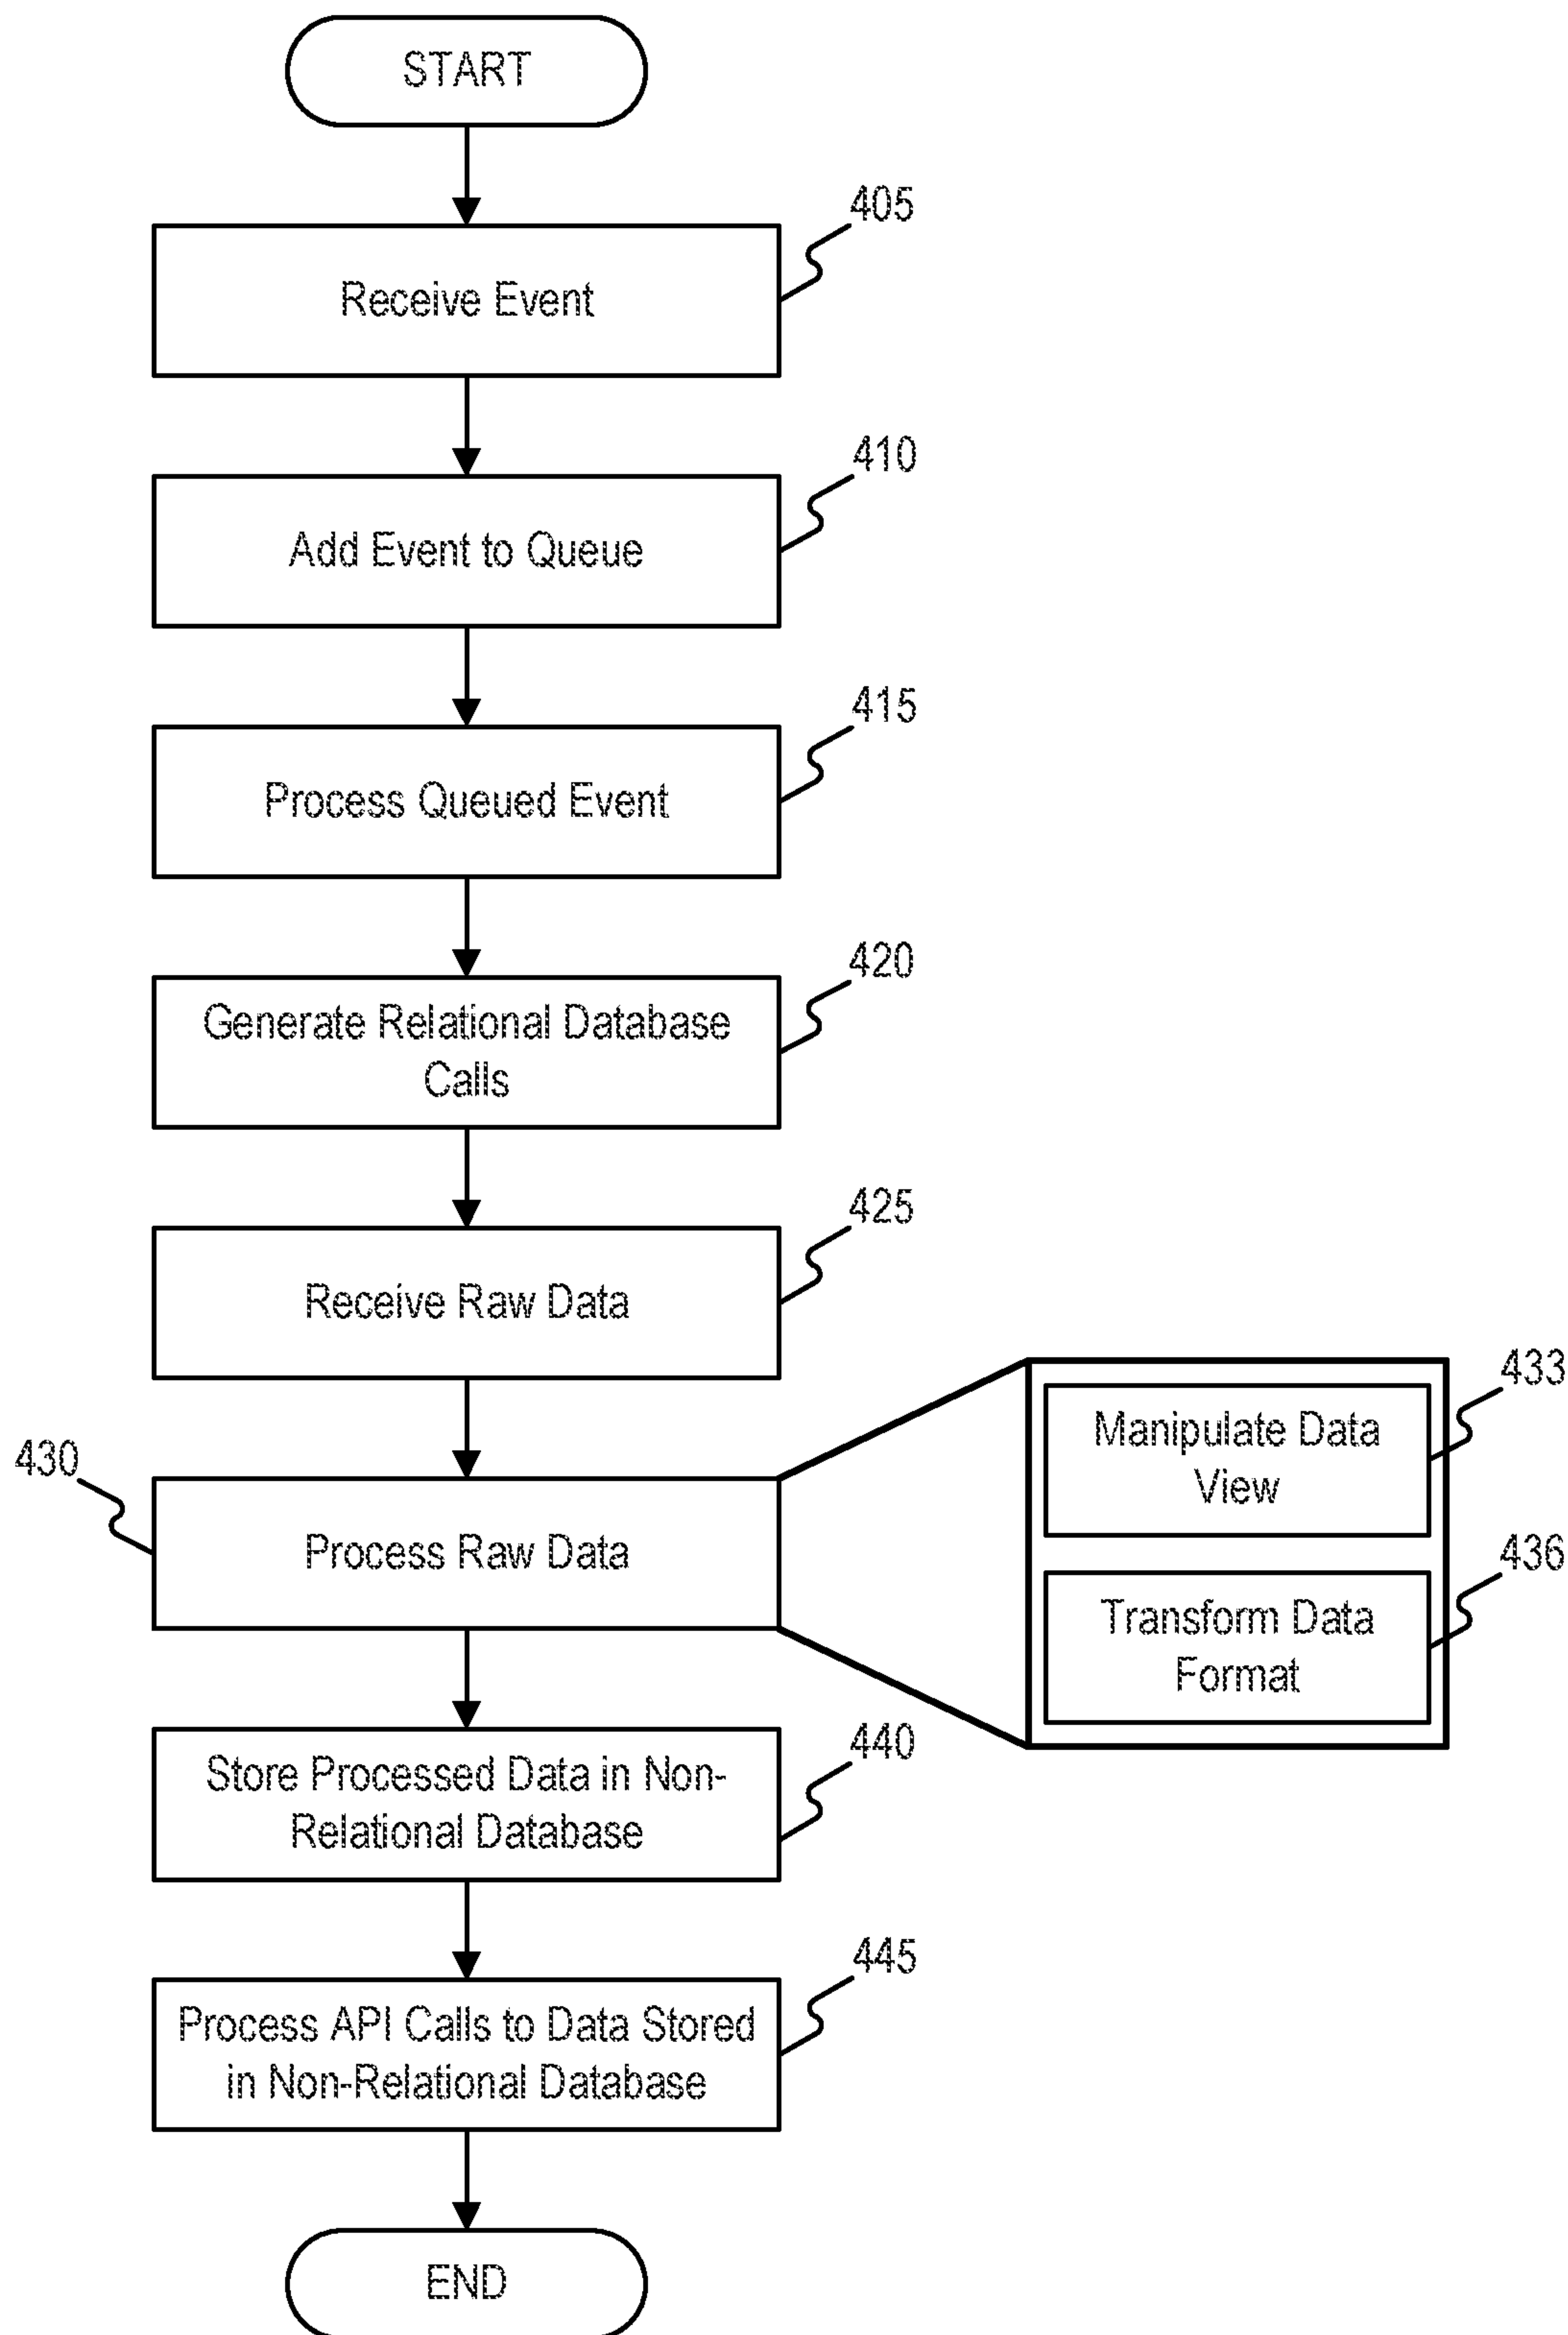 START
405
Receive Event
410
Add Event to Queue
415
Process Queued Event
420
Generate Relational Database
Calls
425
Receive Raw Data
430
Process Raw Data
433
Manipulate Data
View
436
Transform Data
Format
440
Store Processed Data in Non-
Relational Database
445
Process API Calls to Data Stored
in Non-Relational Database
END